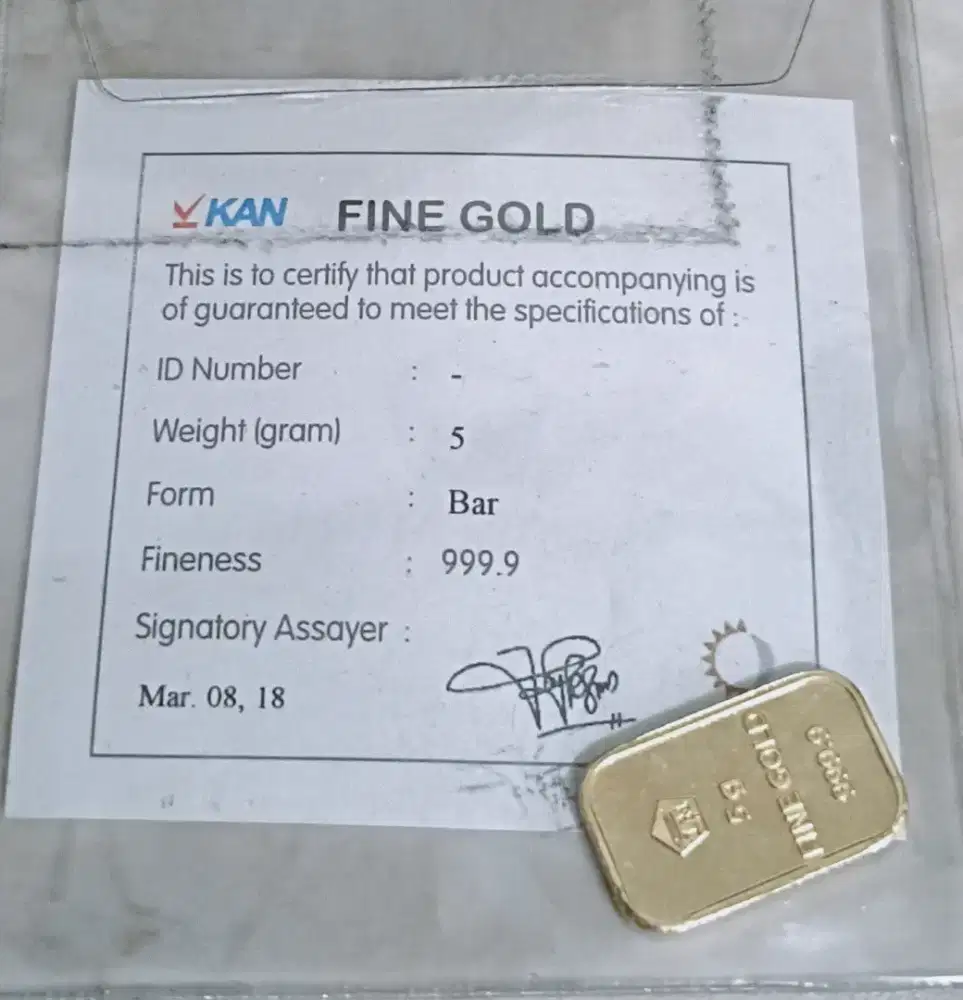 KAN FINE GOLD
This is to certify that product accompanying is
of guaranteed to meet the specifications of :-
ID Number : -
Weight (gram) : 5
Form : Bar
Fineness : 999.9
Signatory Assayer :
Mar. 08, 18
999.9
FINE GOLD
5 g